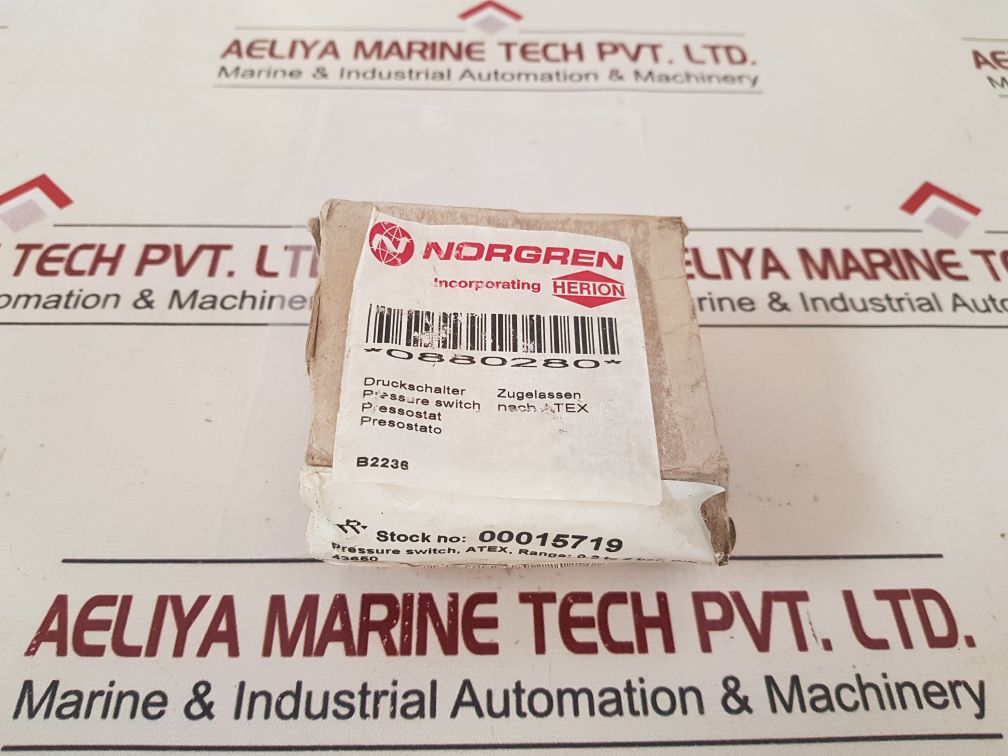 AELIYA MARINE TECH PVT. LTD.
Marine & Industrial Automation & Machinery
TECH PVT. LT
omation & Machine
ELIYA MARINE TE
rine & Industrial Auto
NORGREN
Incorporating HERION
*0880280*
Druckschalter Zugelassen
Pressure switch nach ATEX
Pressostat
Presostato
B2236
Stock no: 00015719
Pressure switch, ATEX, Range:
43650
AELIYA MARINE TECH PVT. LTD.
Marine & Industrial Automation & Machinery